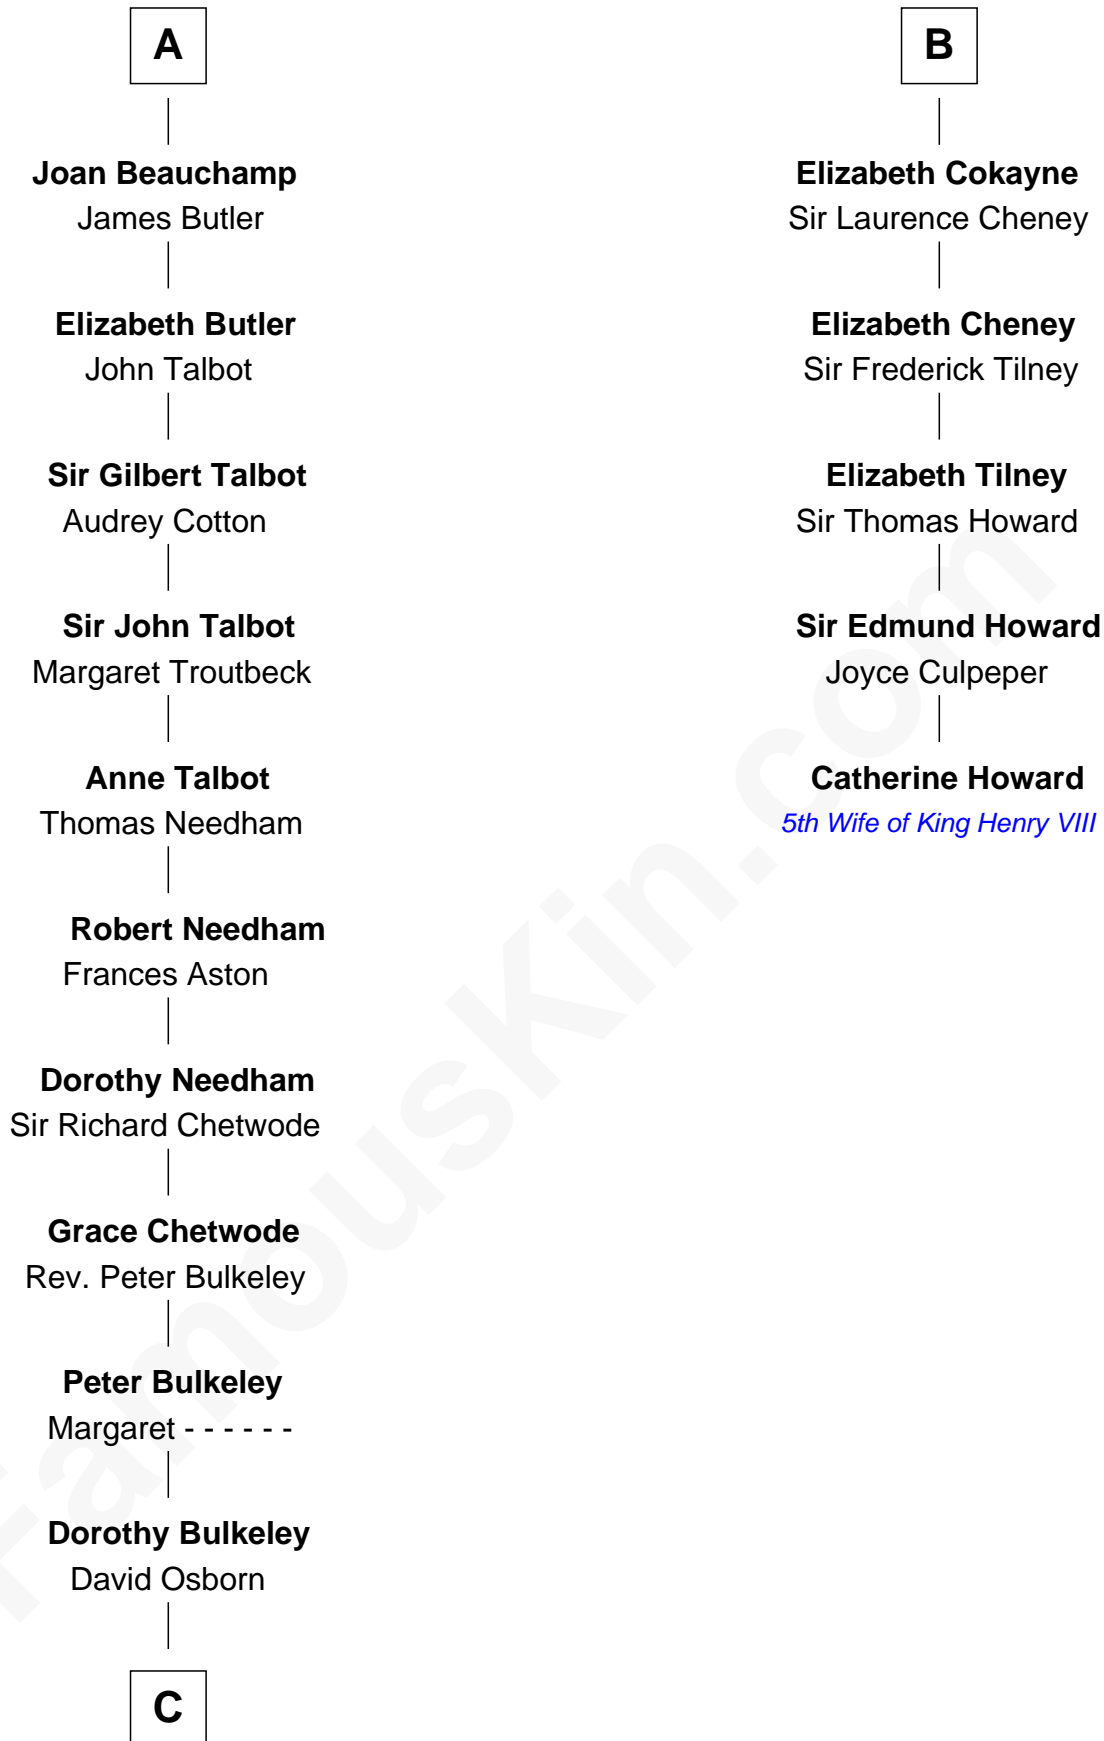 A
Joan Beauchamp
James Butler
Elizabeth Butler
John Talbot
Sir Gilbert Talbot
Audrey Cotton
Sir John Talbot
Margaret Troutbeck
Anne Talbot
Thomas Needham
Robert Needham
Frances Aston
Dorothy Needham
Sir Richard Chetwode
Grace Chetwode
Rev. Peter Bulkeley
Peter Bulkeley
Margaret - - - - - -
Dorothy Bulkeley
David Osborn
C
B
Elizabeth Cokayne
Sir Laurence Cheney
Elizabeth Cheney
Sir Frederick Tilney
Elizabeth Tilney
Sir Thomas Howard
Sir Edmund Howard
Joyce Culpeper
Catherine Howard
5th Wife of King Henry VIII
FamousKin.com